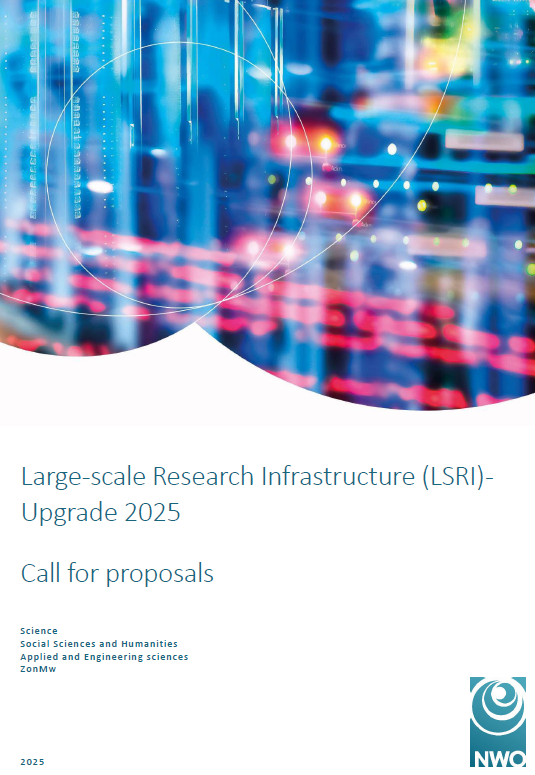 Large-scale Research Infrastructure (LSRI)-
Upgrade 2025
Call for proposals
Science
Social Sciences and Humanities
Applied and Engineering sciences
ZonMw
NWO
2025